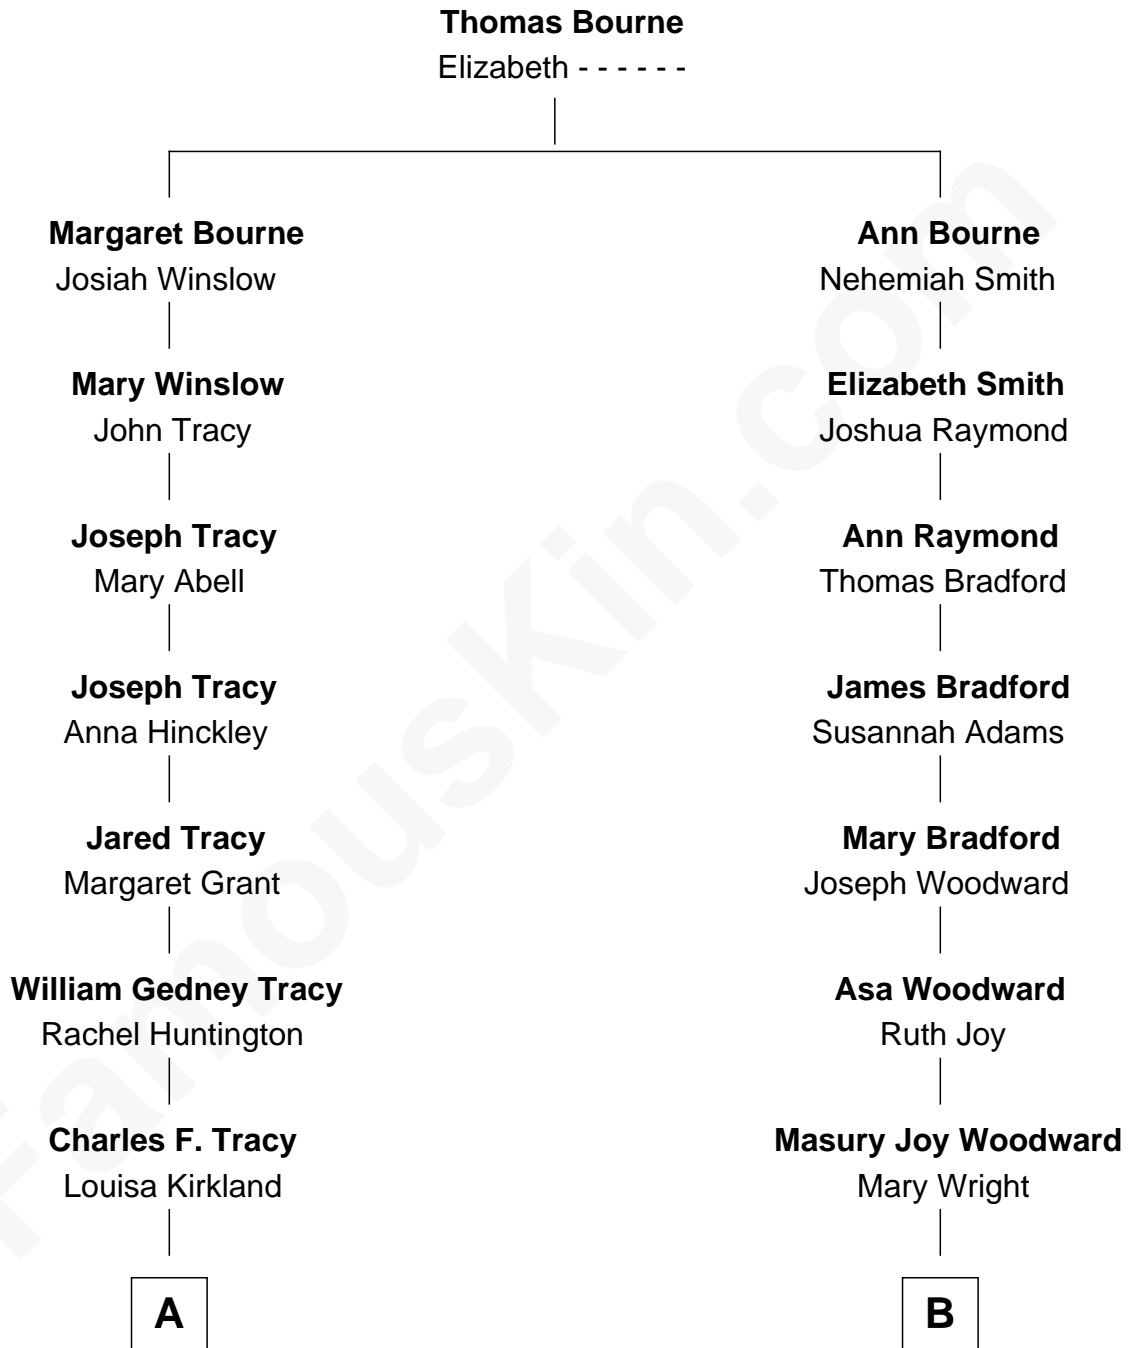 Thomas Bourne
Elizabeth - - - - - -
Margaret Bourne
Josiah Winslow
Ann Bourne
Nehemiah Smith
Mary Winslow
John Tracy
Elizabeth Smith
Joshua Raymond
Joseph Tracy
Mary Abell
Ann Raymond
Thomas Bradford
Joseph Tracy
Anna Hinckley
James Bradford
Susannah Adams
Jared Tracy
Margaret Grant
Mary Bradford
Joseph Woodward
William Gedney Tracy
Rachel Huntington
Asa Woodward
Ruth Joy
Charles F. Tracy
Louisa Kirkland
Masury Joy Woodward
Mary Wright
A
B
FamousKin.com